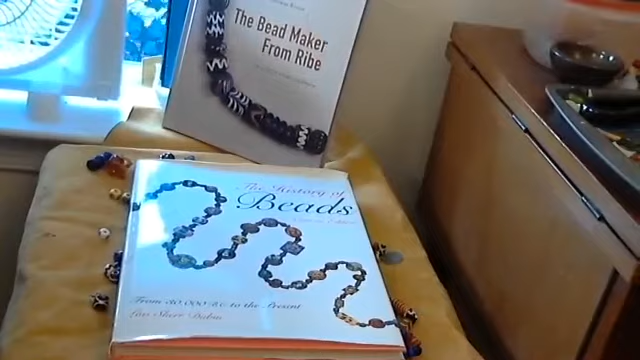 The Bead Maker
From Ribe
The History of
Beads
From 30,000 B.C. to the Present
Lois Sherr Dubin